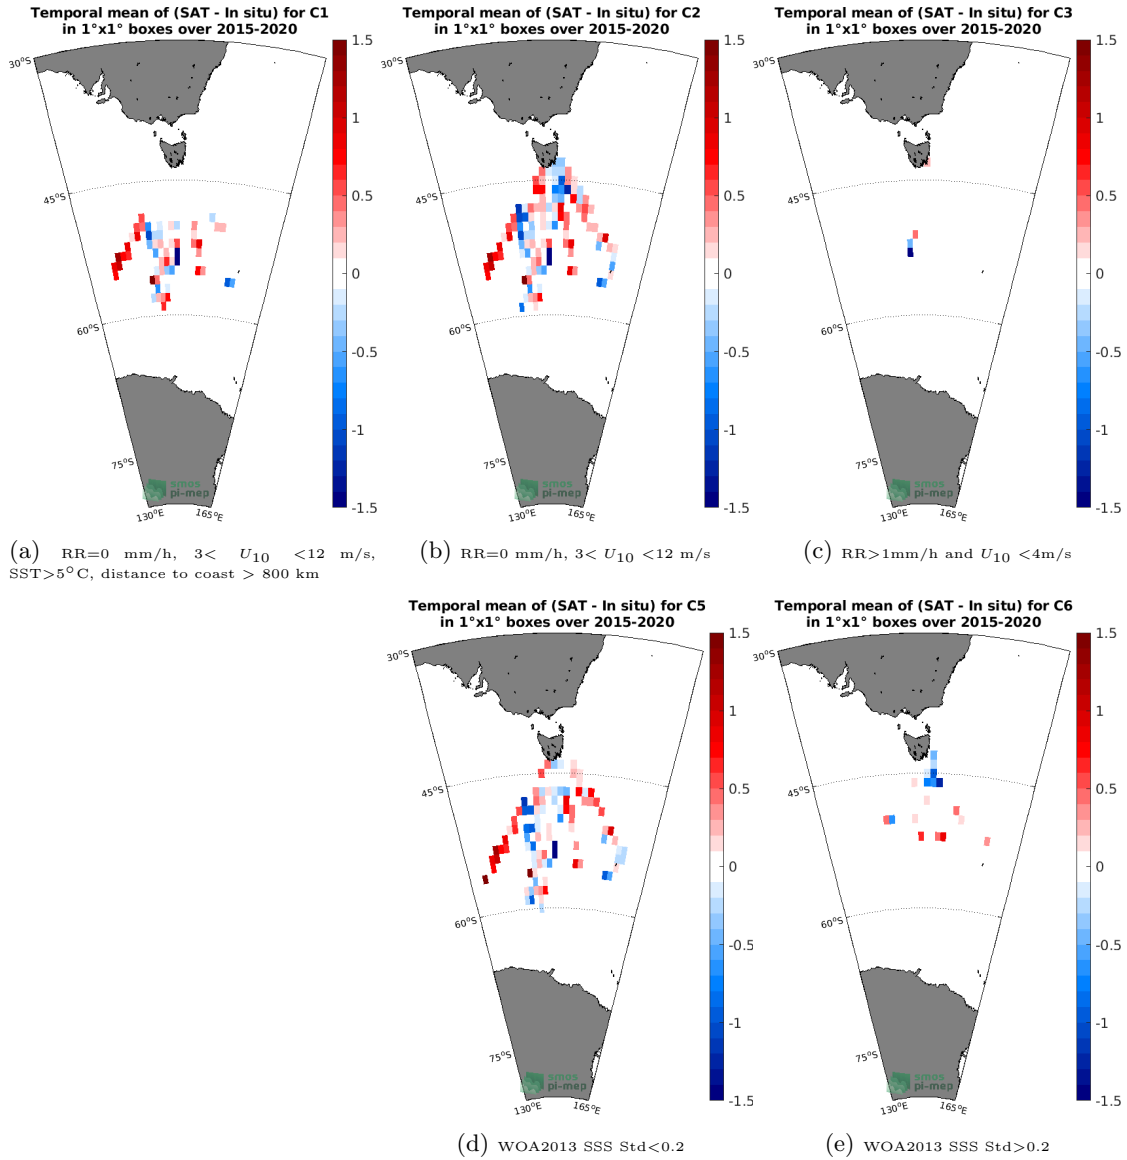 Temporal mean of (SAT - In situ) for C1
in 1°x1° boxes over 2015-2020
30°S
45°S
60°S
75°S
130°E
165°E
1.5
1
0.5
0
-0.5
-1
-1.5
smos
pi-mep
(a) RR=0 mm/h, 3< U10 <12 m/s,
SST>5°C, distance to coast > 800 km
Temporal mean of (SAT - In situ) for C2
in 1°x1° boxes over 2015-2020
30°S
45°S
60°S
75°S
130°E
165°E
1.5
1
0.5
0
-0.5
-1
-1.5
smos
pi-mep
(b) RR=0 mm/h, 3< U10 <12 m/s
Temporal mean of (SAT - In situ) for C3
in 1°x1° boxes over 2015-2020
30°S
45°S
60°S
75°S
130°E
165°E
1.5
1
0.5
0
-0.5
-1
-1.5
smos
pi-mep
(c) RR>1mm/h and U10 <4m/s
Temporal mean of (SAT - In situ) for C5
in 1°x1° boxes over 2015-2020
30°S
45°S
60°S
75°S
130°E
165°E
1.5
1
0.5
0
-0.5
-1
-1.5
smos
pi-mep
(d) WOA2013 SSS Std<0.2
Temporal mean of (SAT - In situ) for C6
in 1°x1° boxes over 2015-2020
30°S
45°S
60°S
75°S
130°E
165°E
1.5
1
0.5
0
-0.5
-1
-1.5
smos
pi-mep
(e) WOA2013 SSS Std>0.2